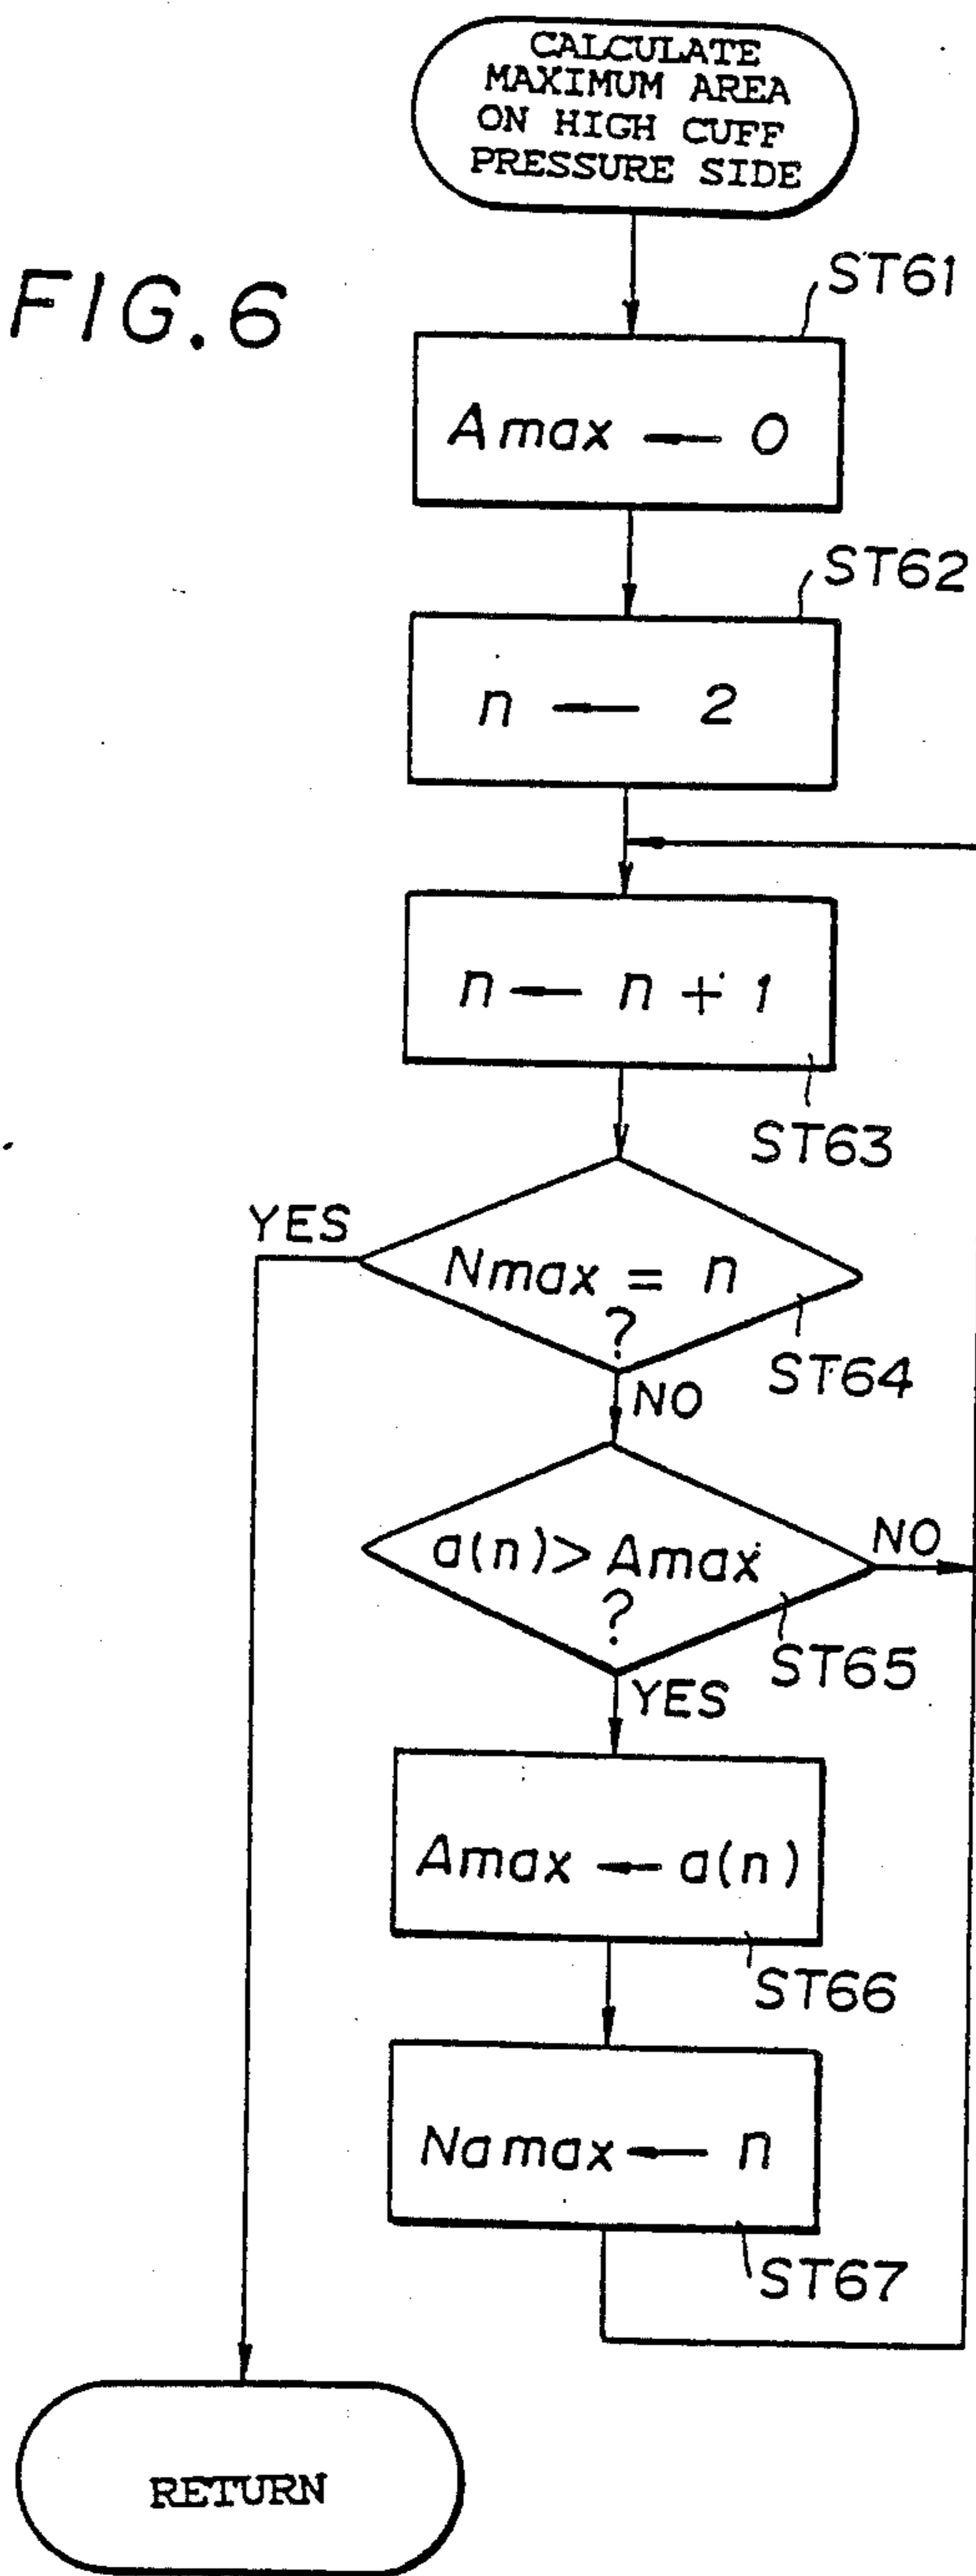 CALCULATE
MAXIMUM AREA
ON HIGH CUFF
PRESSURE SIDE
FIG.6
ST61
Amax ← 0
ST62
n ← 2
n ← n + 1
ST63
YES
Nmax = n
?
ST64
NO
a(n) > Amax
?
NO
ST65
YES
Amax ← a(n)
ST66
Namax ← n
ST67
RETURN